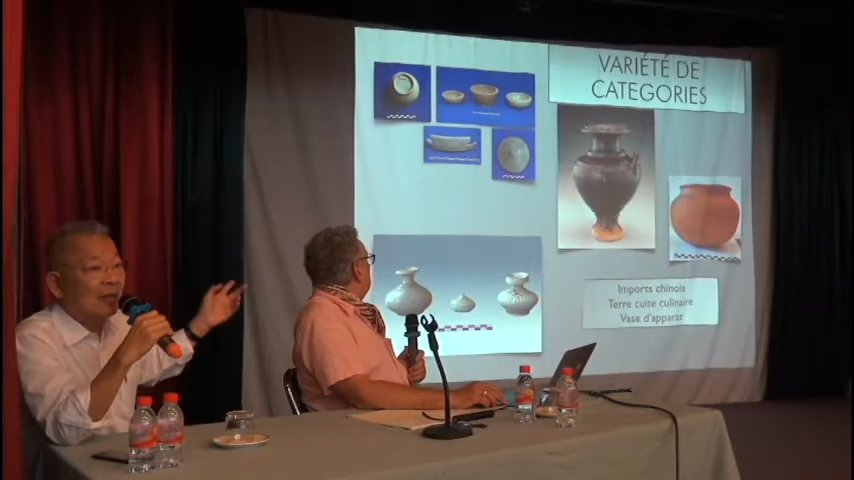 VARIÉTÉ DE
CATEGORIES
Imports chinois
Terre cuite culinaire
Vase d'apparat